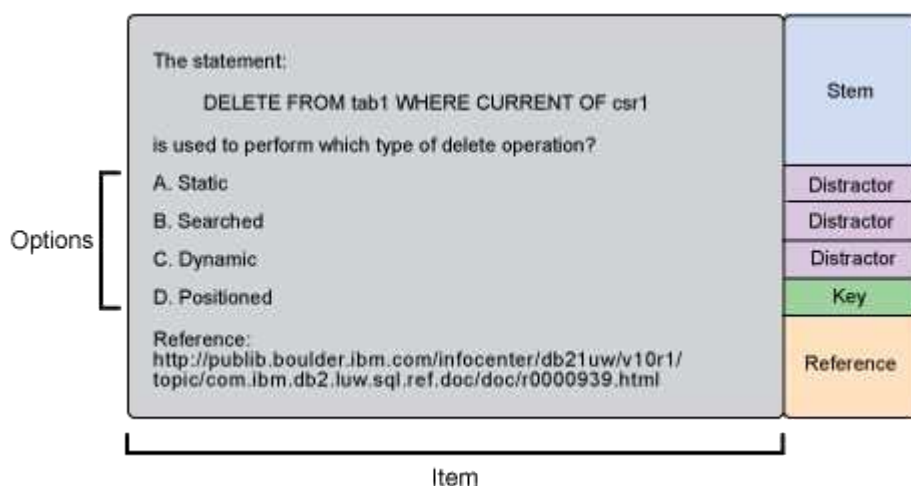 The statement:
Stem
DELETE FROM tab1 WHERE CURRENT OF csr1
is used to perform which type of delete operation?
A. Static
Distractor
B. Searched
Distractor
Options
C. Dynamic
Distractor
D. Positioned
Key
Reference:
http://publib.boulder.ibm.com/infocenter/db21uw/v10r1/
topic/com.ibm.db2.luw.sql.ref.doc/doc/r0000939.html
Reference
Item